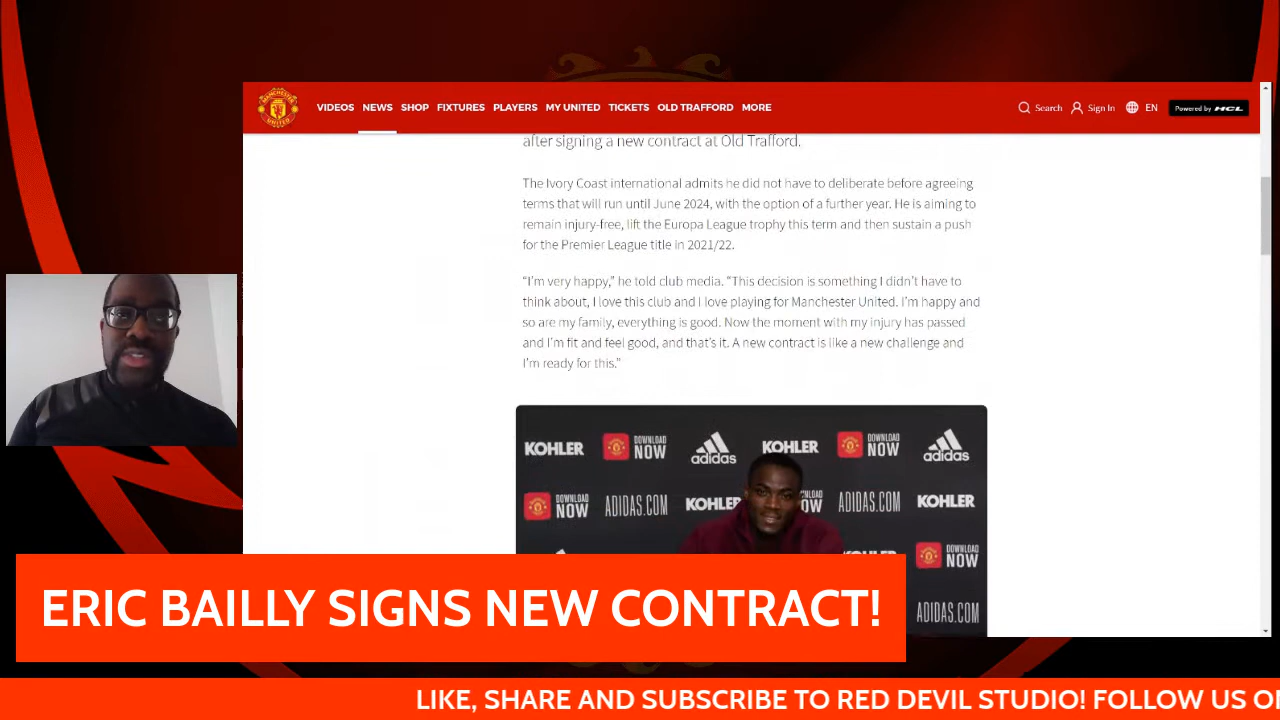 VIDEOS NEWS SHOP FIXTURES PLAYERS MY UNITED TICKETS OLD TRAFFORD MORE Search Sign In EN Powered by HCL
MANCHESTER
UNITED
after signing a new contract at Old Trafford.
The Ivory Coast international admits he did not have to deliberate before agreeing
terms that will run until June 2024, with the option of a further year. He is aiming to
remain injury-free, lift the Europa League trophy this term and then sustain a push
for the Premier League title in 2021/22.
“I’m very happy,” he told club media. “This decision is something I didn’t have to
think about, I love this club and I love playing for Manchester United. I’m happy and
so are my family, everything is good. Now the moment with my injury has passed
and I’m fit and feel good, and that’s it. A new contract is like a new challenge and
I’m ready for this.”
KOHLER DOWNLOAD NOW adidas KOHLER DOWNLOAD NOW adidas
DOWNLOAD NOW ADIDAS.COM KOHLER NOW ADIDAS.COM KOHLER
KOHLER DOWNLOAD NOW
ADIDAS.COM
ERIC BAILLY SIGNS NEW CONTRACT!
LIKE, SHARE AND SUBSCRIBE TO RED DEVIL STUDIO! FOLLOW US ON